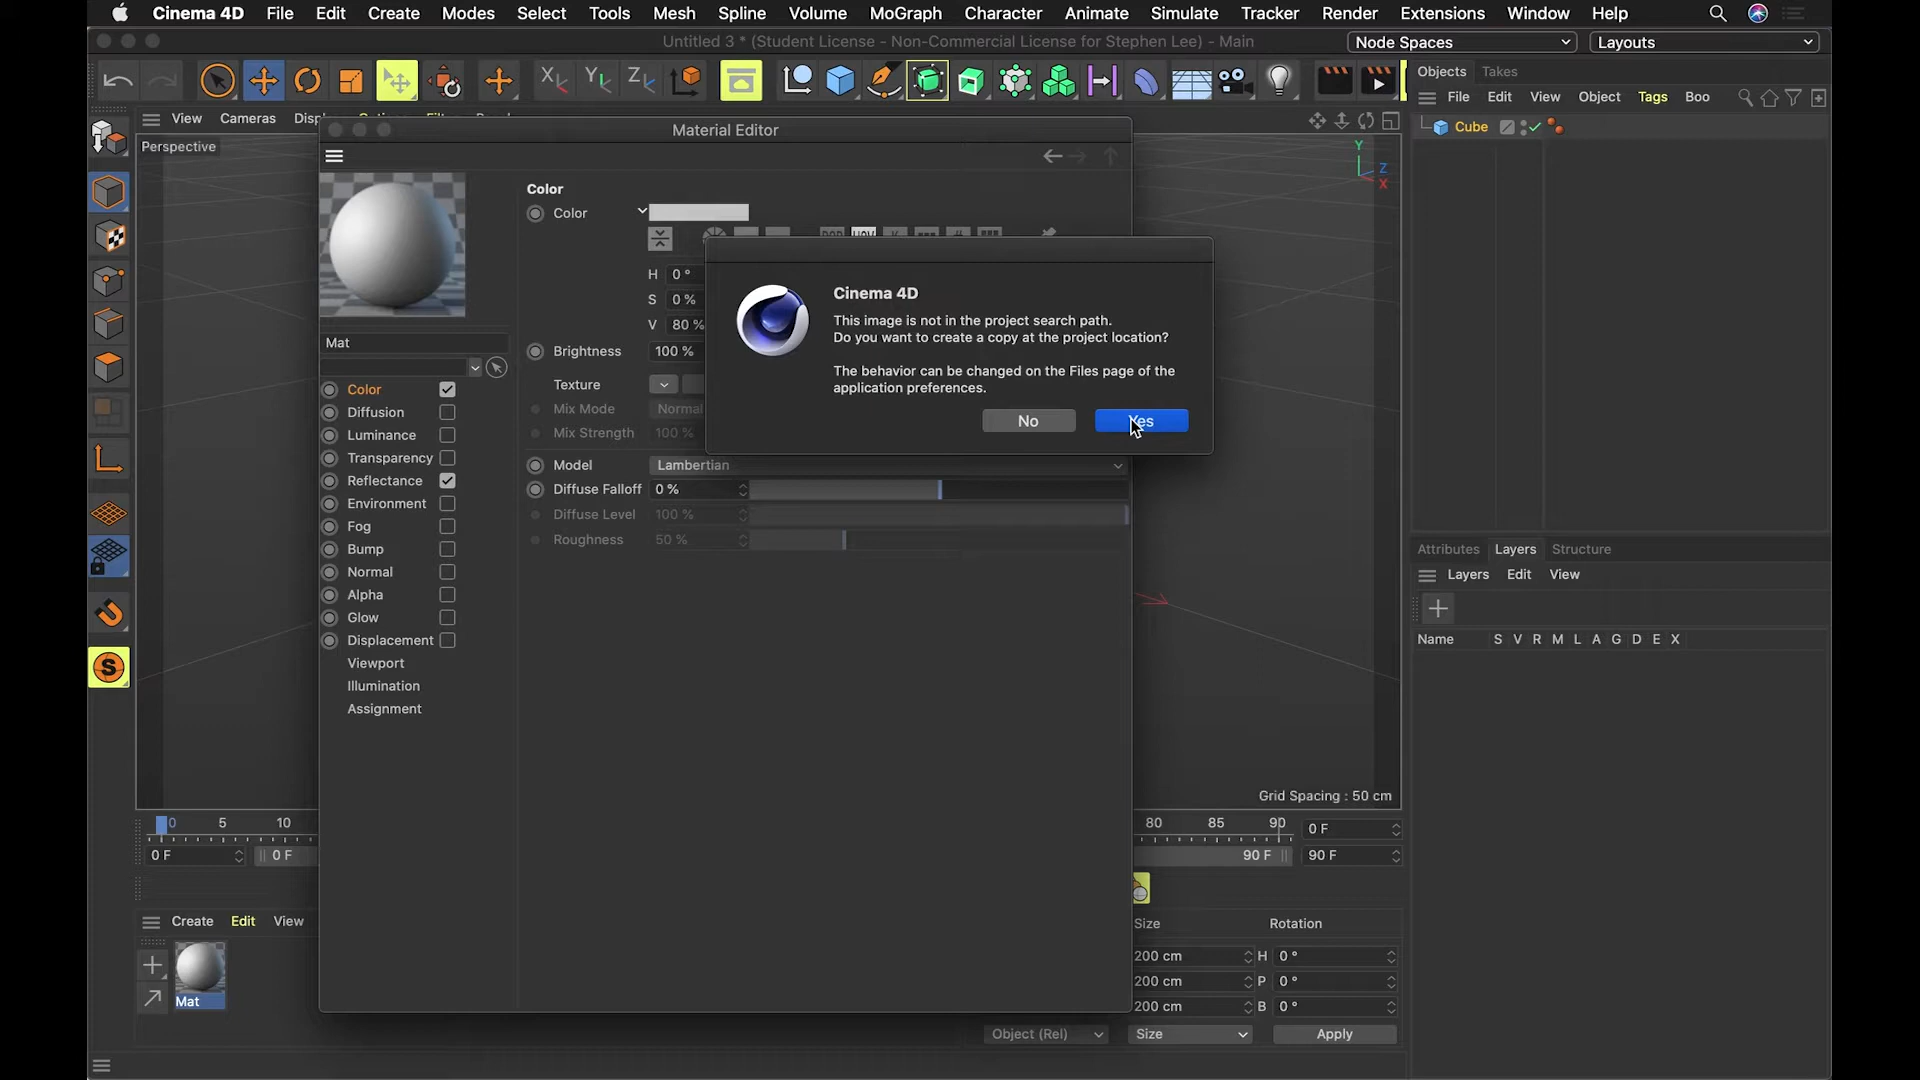 Cinema 4D File Edit Create Modes Select Tools Mesh Spline Volume MoGraph Character Animate Simulate Tracker Render Extensions Window Help
Untitled 3 * (Student License - Non-Commercial License for Stephen Lee) - Main
Node Spaces
Layouts
X Y Z
Objects Takes
File Edit View Object Tags Boo
Cube
View Cameras
Perspective
Y
Z
X
Material Editor
Mat
Color
Diffusion
Luminance
Transparency
Reflectance
Environment
Fog
Bump
Normal
Alpha
Glow
Displacement
Viewport
Illumination
Assignment
Color
Color
H 0 °
S 0 %
V 80 %
Brightness 100 %
Texture
Mix Mode Normal
Mix Strength 100 %
Model Lambertian
Diffuse Falloff 0 %
Diffuse Level 100 %
Roughness 50 %
Cinema 4D
This image is not in the project search path.
Do you want to create a copy at the project location?
The behavior can be changed on the Files page of the
application preferences.
No Yes
Attributes Layers Structure
Layers Edit View
Name S V R M L A G D E X
Grid Spacing : 50 cm
0 5 10 80 85 90 0 F
0 F 0 F 90 F 90 F
Create Edit View
Mat
S
Size Rotation
200 cm H 0 °
200 cm P 0 °
200 cm B 0 °
Object (Rel) Size Apply